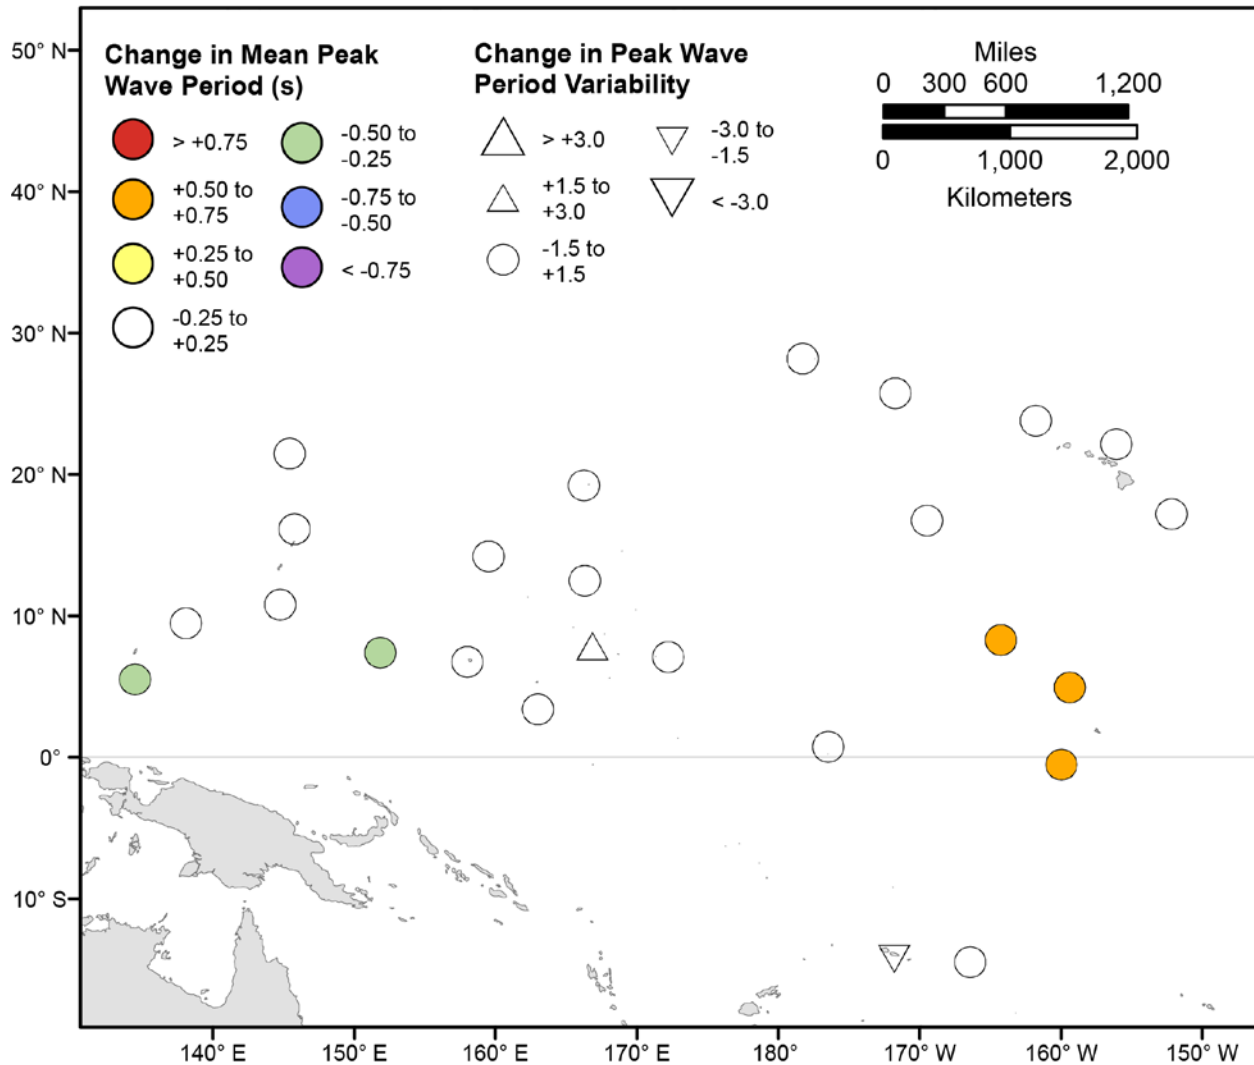 Change in Mean Peak
Wave Period (s)
> +0.75
+0.50 to
+0.75
+0.25 to
+0.50
-0.25 to
+0.25
-0.50 to
-0.25
-0.75 to
-0.50
< -0.75
Change in Peak Wave
Period Variability
> +3.0
+1.5 to
+3.0
-1.5 to
+1.5
-3.0 to
-1.5
< -3.0
Miles
0 300 600 1,200
0 1,000 2,000
Kilometers
50° N
40° N
30° N
20° N
10° N
0°
10° S
140° E 150° E 160° E 170° E 180° 170° W 160° W 150° W